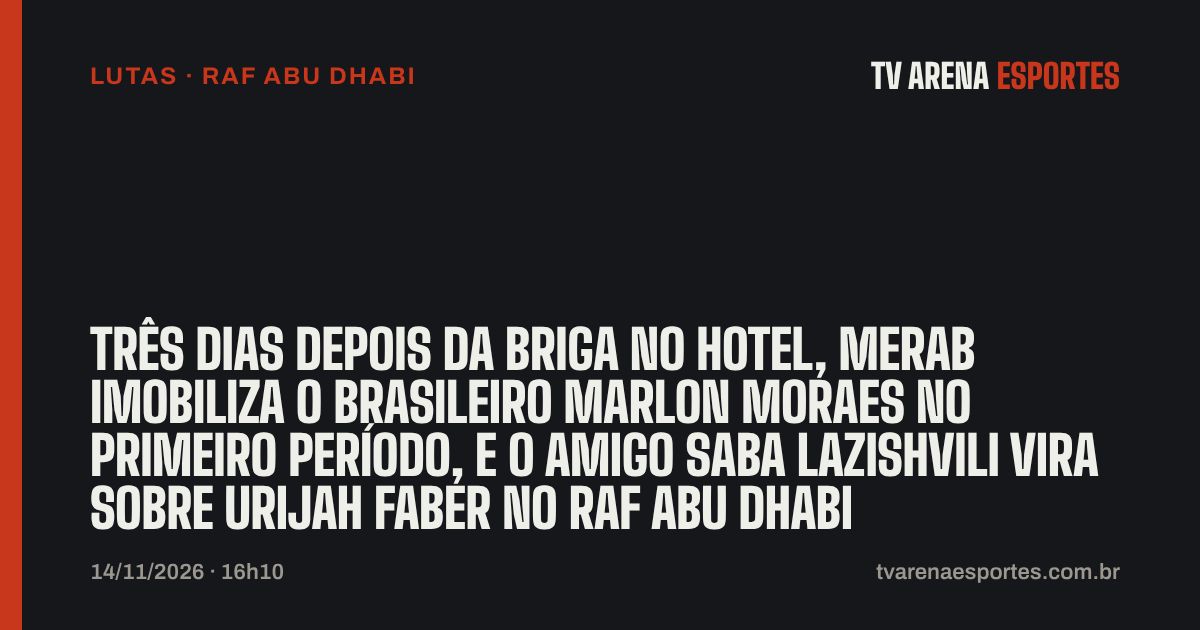 LUTAS · RAF ABU DHABI
TV ARENA ESPORTES
TRÊS DIAS DEPOIS DA BRIGA NO HOTEL, MERAB
IMOBILIZA O BRASILEIRO MARLON MORAES NO
PRIMEIRO PERÍODO, E O AMIGO SABA LAZISHVILI VIRA
SOBRE URIJAH FABER NO RAF ABU DHABI
14/11/2026 · 16h10
tvarenaesportes.com.br